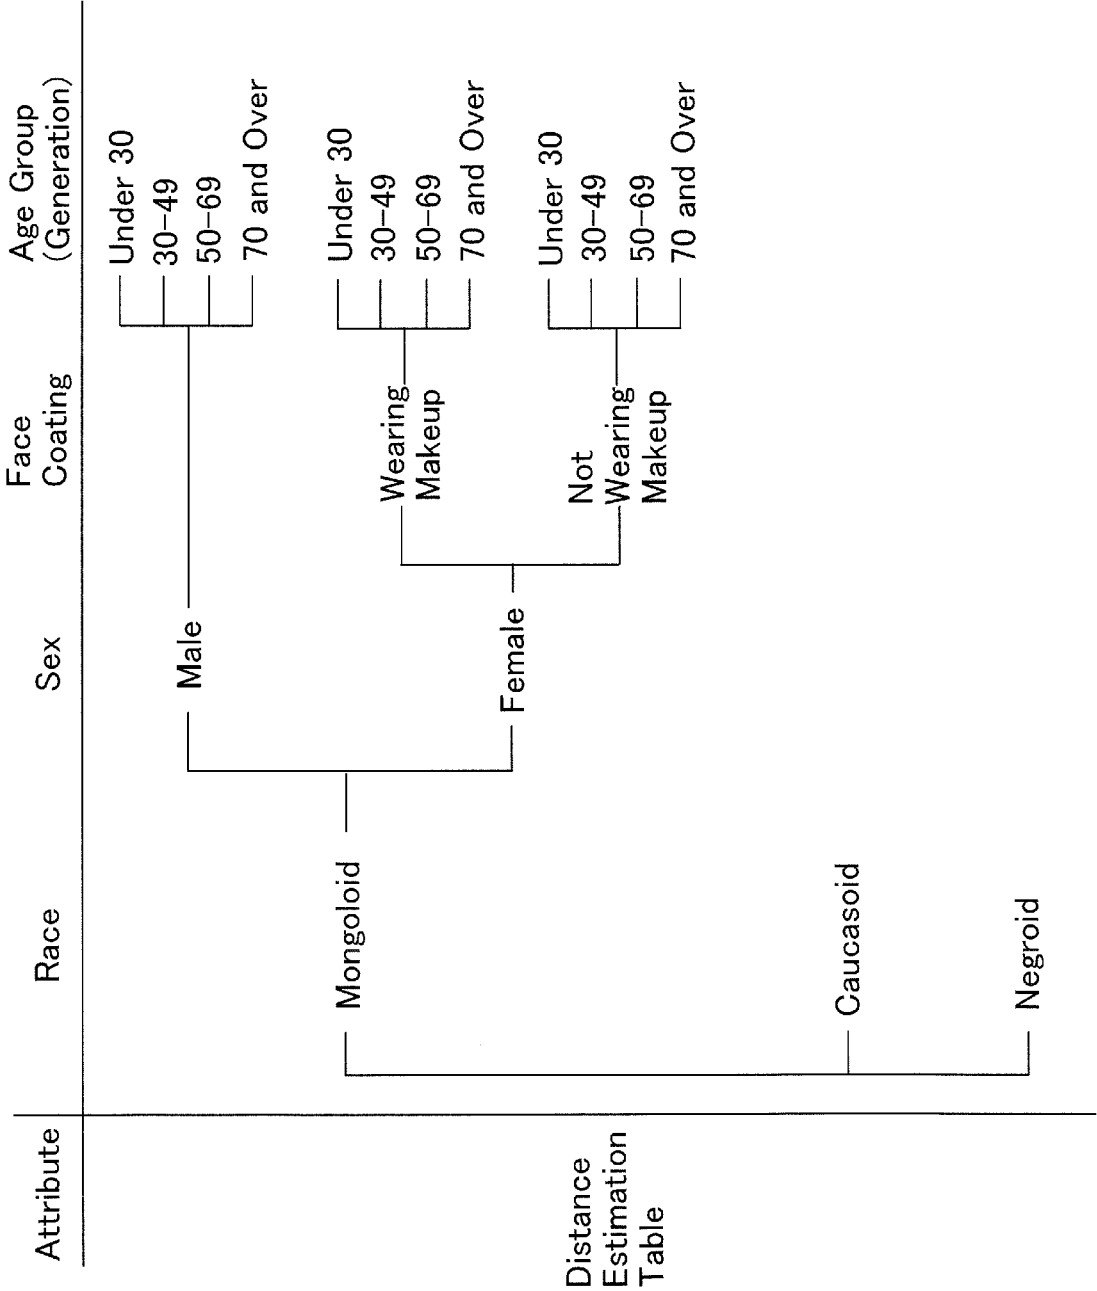 Attribute
Race
Sex
Face
Coating
Age Group
(Generation)
Distance
Estimation
Table
Mongoloid
Male
Under 30
30-49
50-69
70 and Over
Female
Wearing
Makeup
Under 30
30-49
50-69
70 and Over
Not
Wearing
Makeup
Under 30
30-49
50-69
70 and Over
Caucasoid
Negroid